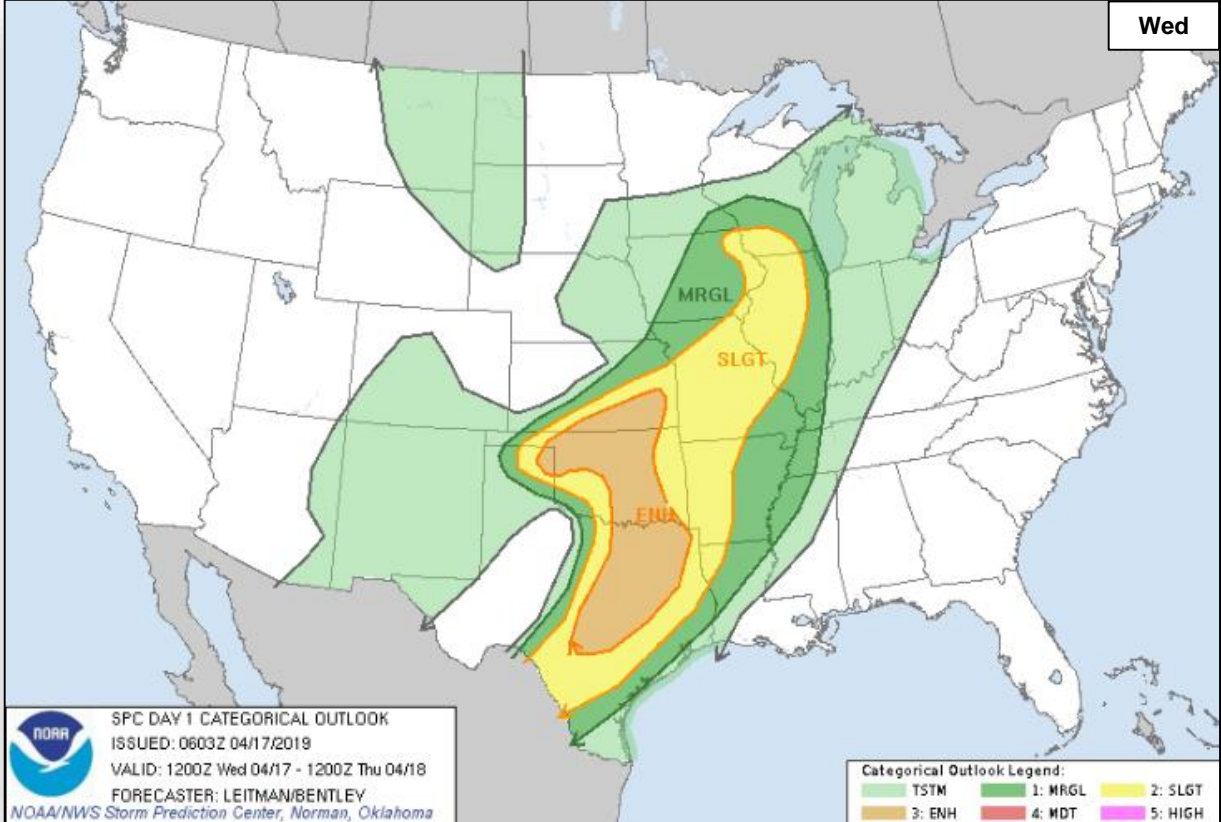 Wed
MRGL
SLGT
ENH
NOAA
SPC DAY 1 CATEGORICAL OUTLOOK
ISSUED: 0603Z 04/17/2019
VALID: 1200Z Wed 04/17 - 1200Z Thu 04/18
FORECASTER: LEITMAN/BENTLEY
NOAA/NWS Storm Prediction Center, Norman, Oklahoma
Categorical Outlook Legend:
TSTM 1: MRGL 2: SLGT
3: ENH 4: MDT 5: HIGH